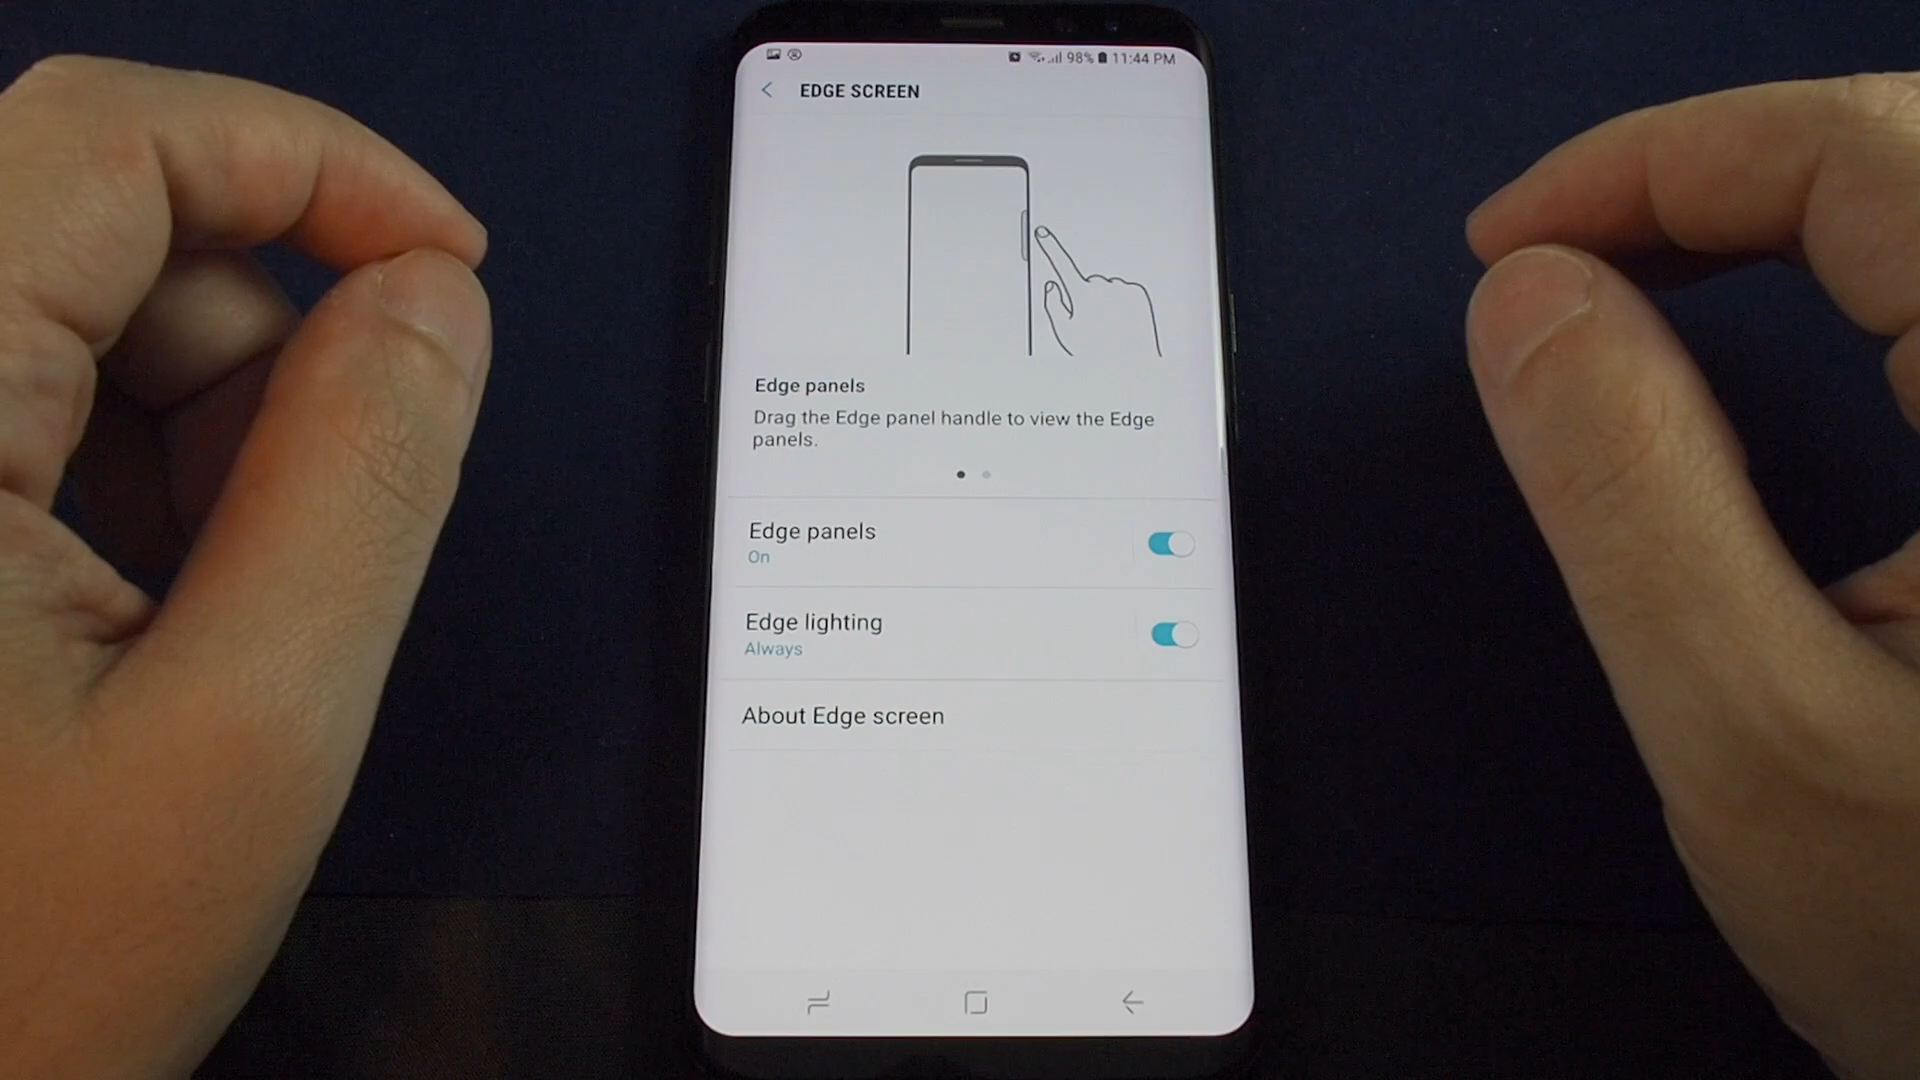 98% 11:44 PM
EDGE SCREEN
Edge panels
Drag the Edge panel handle to view the Edge
panels.
Edge panels
On
Edge lighting
Always
About Edge screen